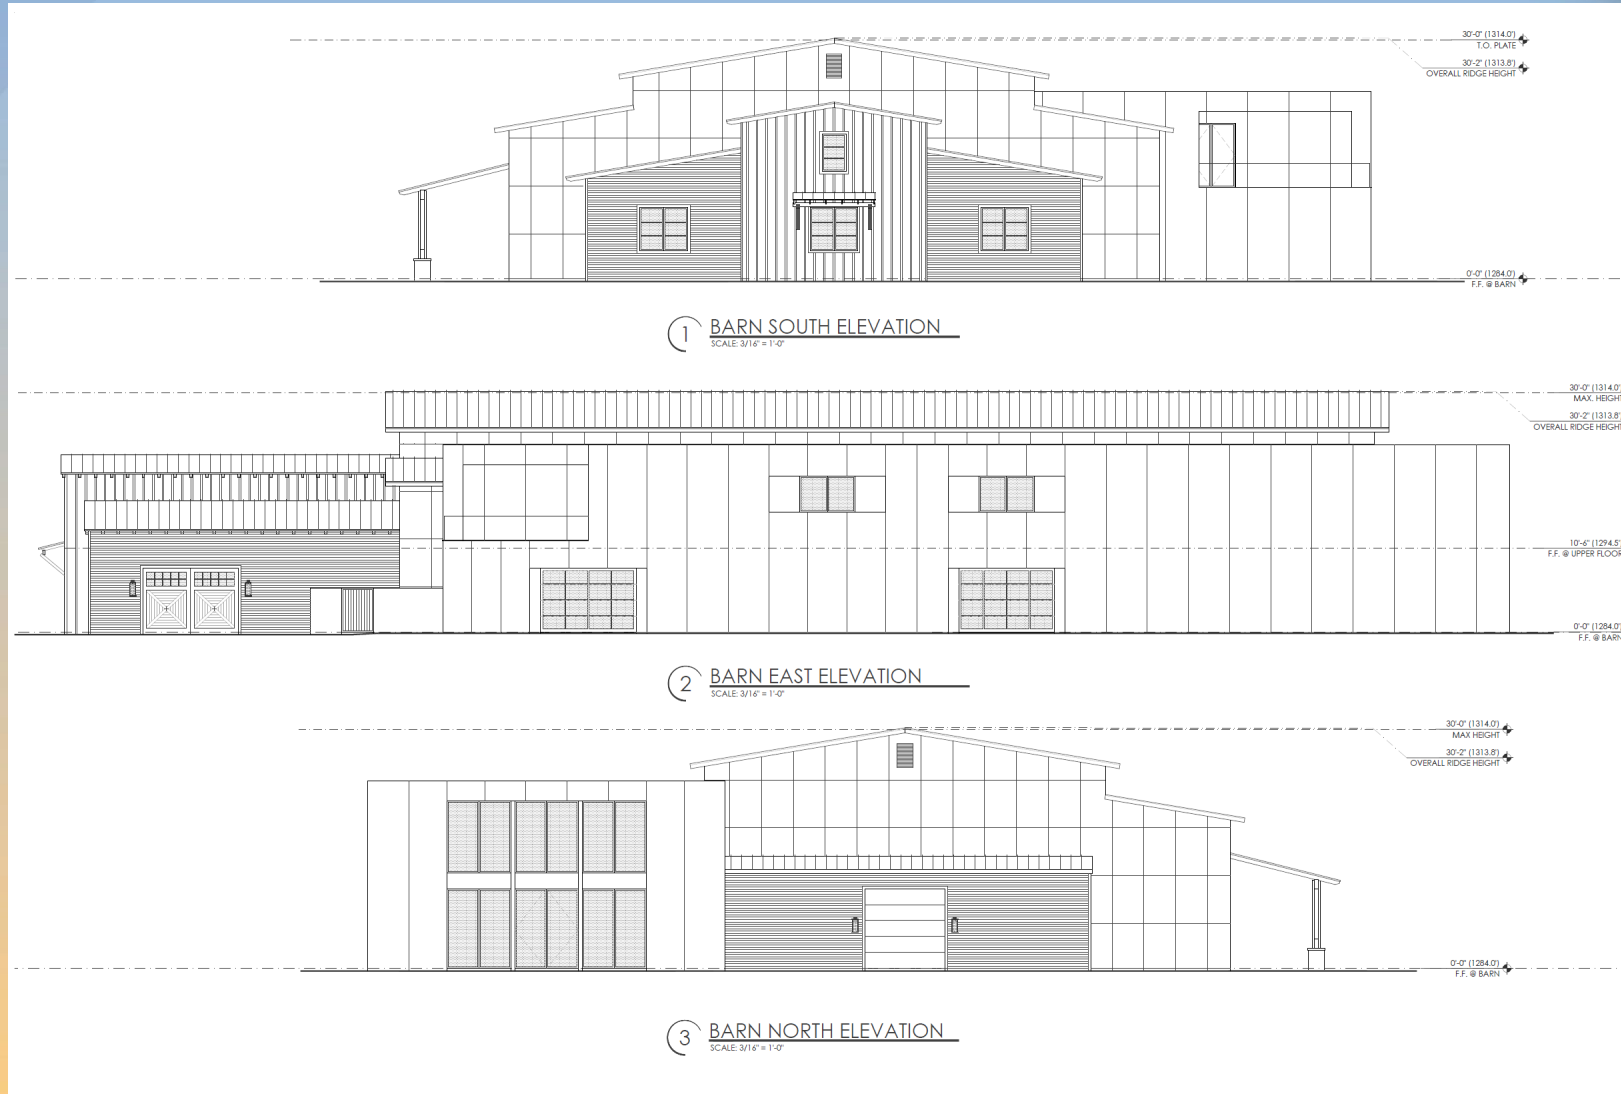 30'-0" (1314.0')
T.O. PLATE
30'-2" (1313.8')
OVERALL RIDGE HEIGHT
0'-0" (1284.0')
F.F. @ BARN
1 BARN SOUTH ELEVATION
SCALE: 3/16" = 1'-0"
30'-0" (1314.0')
MAX. HEIGHT
30'-2" (1313.8')
OVERALL RIDGE HEIGHT
10'-6" (1294.5')
F.F. @ UPPER FLOOR
0'-0" (1284.0')
F.F. @ BARN
2 BARN EAST ELEVATION
SCALE: 3/16" = 1'-0"
30'-0" (1314.0')
MAX HEIGHT
30'-2" (1313.8')
OVERALL RIDGE HEIGHT
0'-0" (1284.0')
F.F. @ BARN
3 BARN NORTH ELEVATION
SCALE: 3/16" = 1'-0"